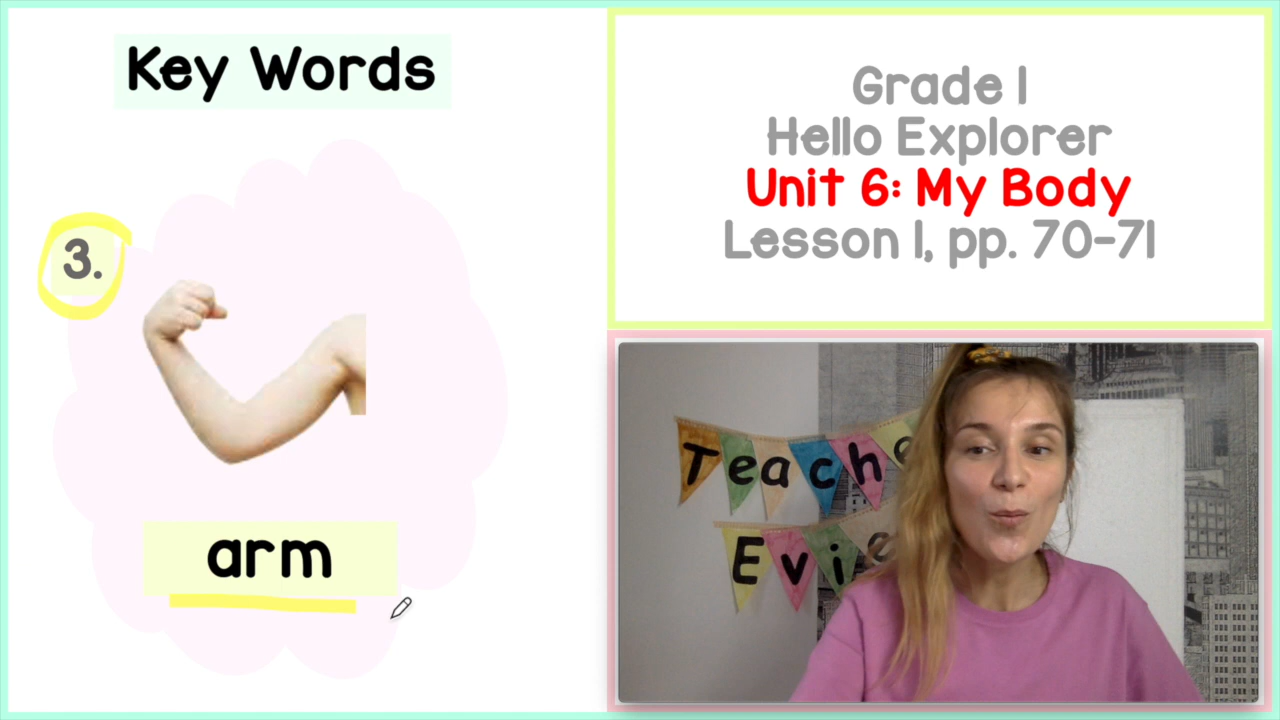 Key Words
3.
arm
Grade 1
Hello Explorer
Unit 6: My Body
Lesson 1, pp. 70-71
Teache
Evie